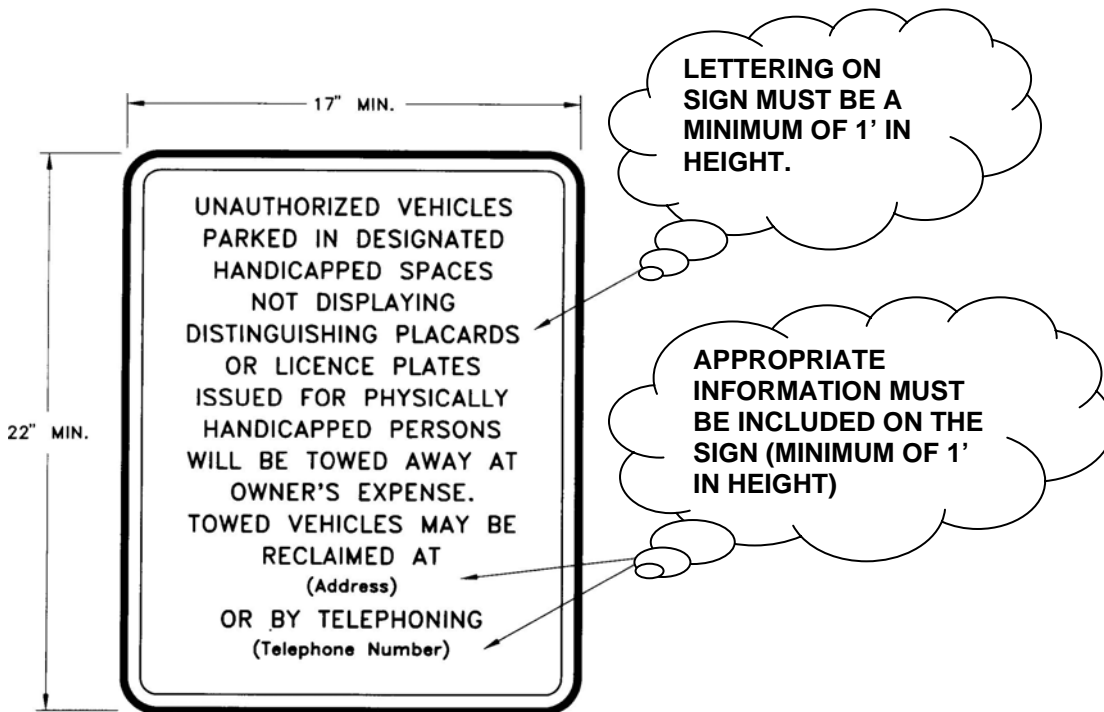 17" MIN.
LETTERING ON
SIGN MUST BE A
MINIMUM OF 1’ IN
HEIGHT.
22" MIN.
UNAUTHORIZED VEHICLES
PARKED IN DESIGNATED
HANDICAPPED SPACES
NOT DISPLAYING
DISTINGUISHING PLACARDS
OR LICENCE PLATES
ISSUED FOR PHYSICALLY
HANDICAPPED PERSONS
WILL BE TOWED AWAY AT
OWNER'S EXPENSE.
TOWED VEHICLES MAY BE
RECLAIMED AT
(Address)
OR BY TELEPHONING
(Telephone Number)
APPROPRIATE
INFORMATION MUST
BE INCLUDED ON THE
SIGN (MINIMUM OF 1’
IN HEIGHT)